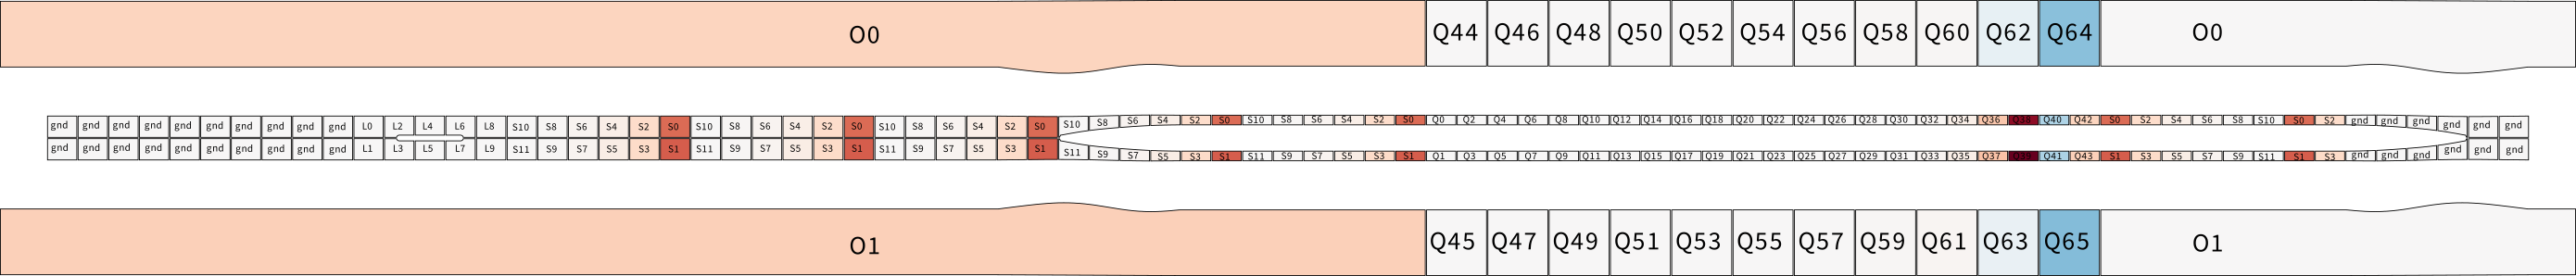 O0 Q44 Q46 Q48 Q50 Q52 Q54 Q56 Q58 Q60 Q62 Q64 O0
gnd gnd gnd gnd gnd gnd gnd gnd gnd gnd L0 L2 L4 L6 L8 S10 S8 S6 S4 S2 S0 S10 S8 S6 S4 S2 S0 S10 S8 S6 S4 S2 S0 S10 S8 S6 S4 S2 S0 S10 S8 S6 S4 S2 S0 Q0 Q2 Q4 Q6 Q8 Q10 Q12 Q14 Q16 Q18 Q20 Q22 Q24 Q26 Q28 Q30 Q32 Q34 Q36 Q38 Q40 Q42 S0 S2 S4 S6 S8 S10 S0 S2 gnd gnd gnd gnd gnd gnd
gnd gnd gnd gnd gnd gnd gnd gnd gnd gnd L1 L3 L5 L7 L9 S11 S9 S7 S5 S3 S1 S11 S9 S7 S5 S3 S1 S11 S9 S7 S5 S3 S1 S11 S9 S7 S5 S3 S1 S11 S9 S7 S5 S3 S1 Q1 Q3 Q5 Q7 Q9 Q11 Q13 Q15 Q17 Q19 Q21 Q23 Q25 Q27 Q29 Q31 Q33 Q35 Q37 Q39 Q41 Q43 S1 S3 S5 S7 S9 S11 S1 S3 gnd gnd gnd gnd gnd gnd
O1 Q45 Q47 Q49 Q51 Q53 Q55 Q57 Q59 Q61 Q63 Q65 O1